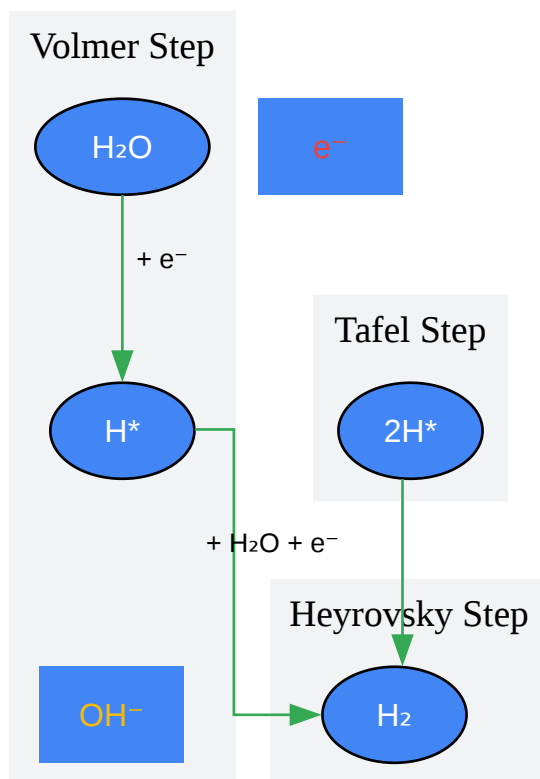 Volmer Step
H₂O
e⁻
+ e⁻
Tafel Step
H*
2H*
+ H₂O + e⁻
Heyrovsky Step
OH⁻
H₂